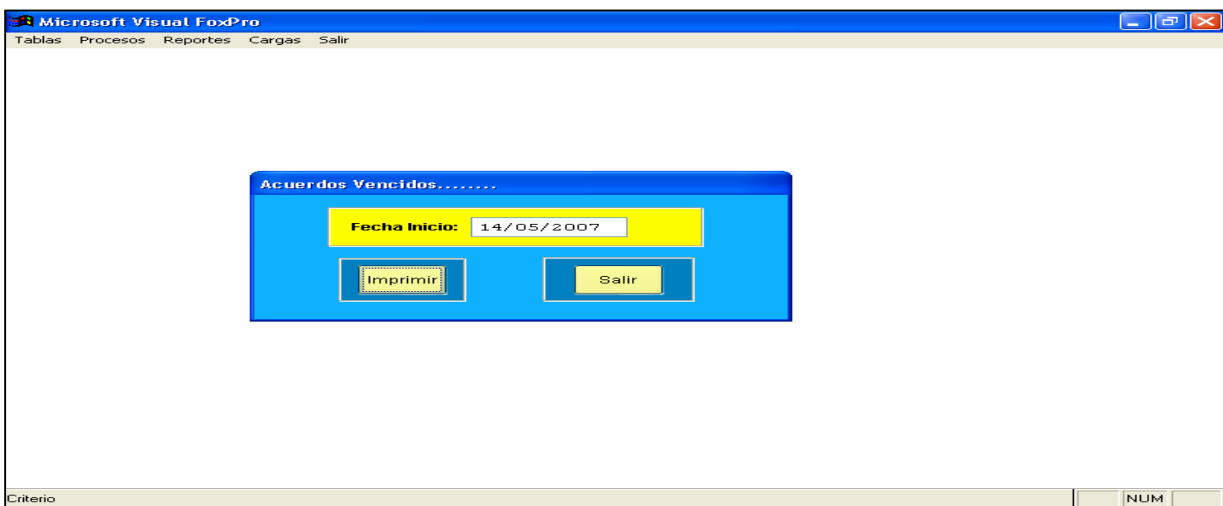 Microsoft Visual FoxPro
Tablas Procesos Reportes Cargas Salir
Acuerdos Vencidos........
Fecha Inicio: 14/05/2007
Imprimir Salir
Criterio NUM